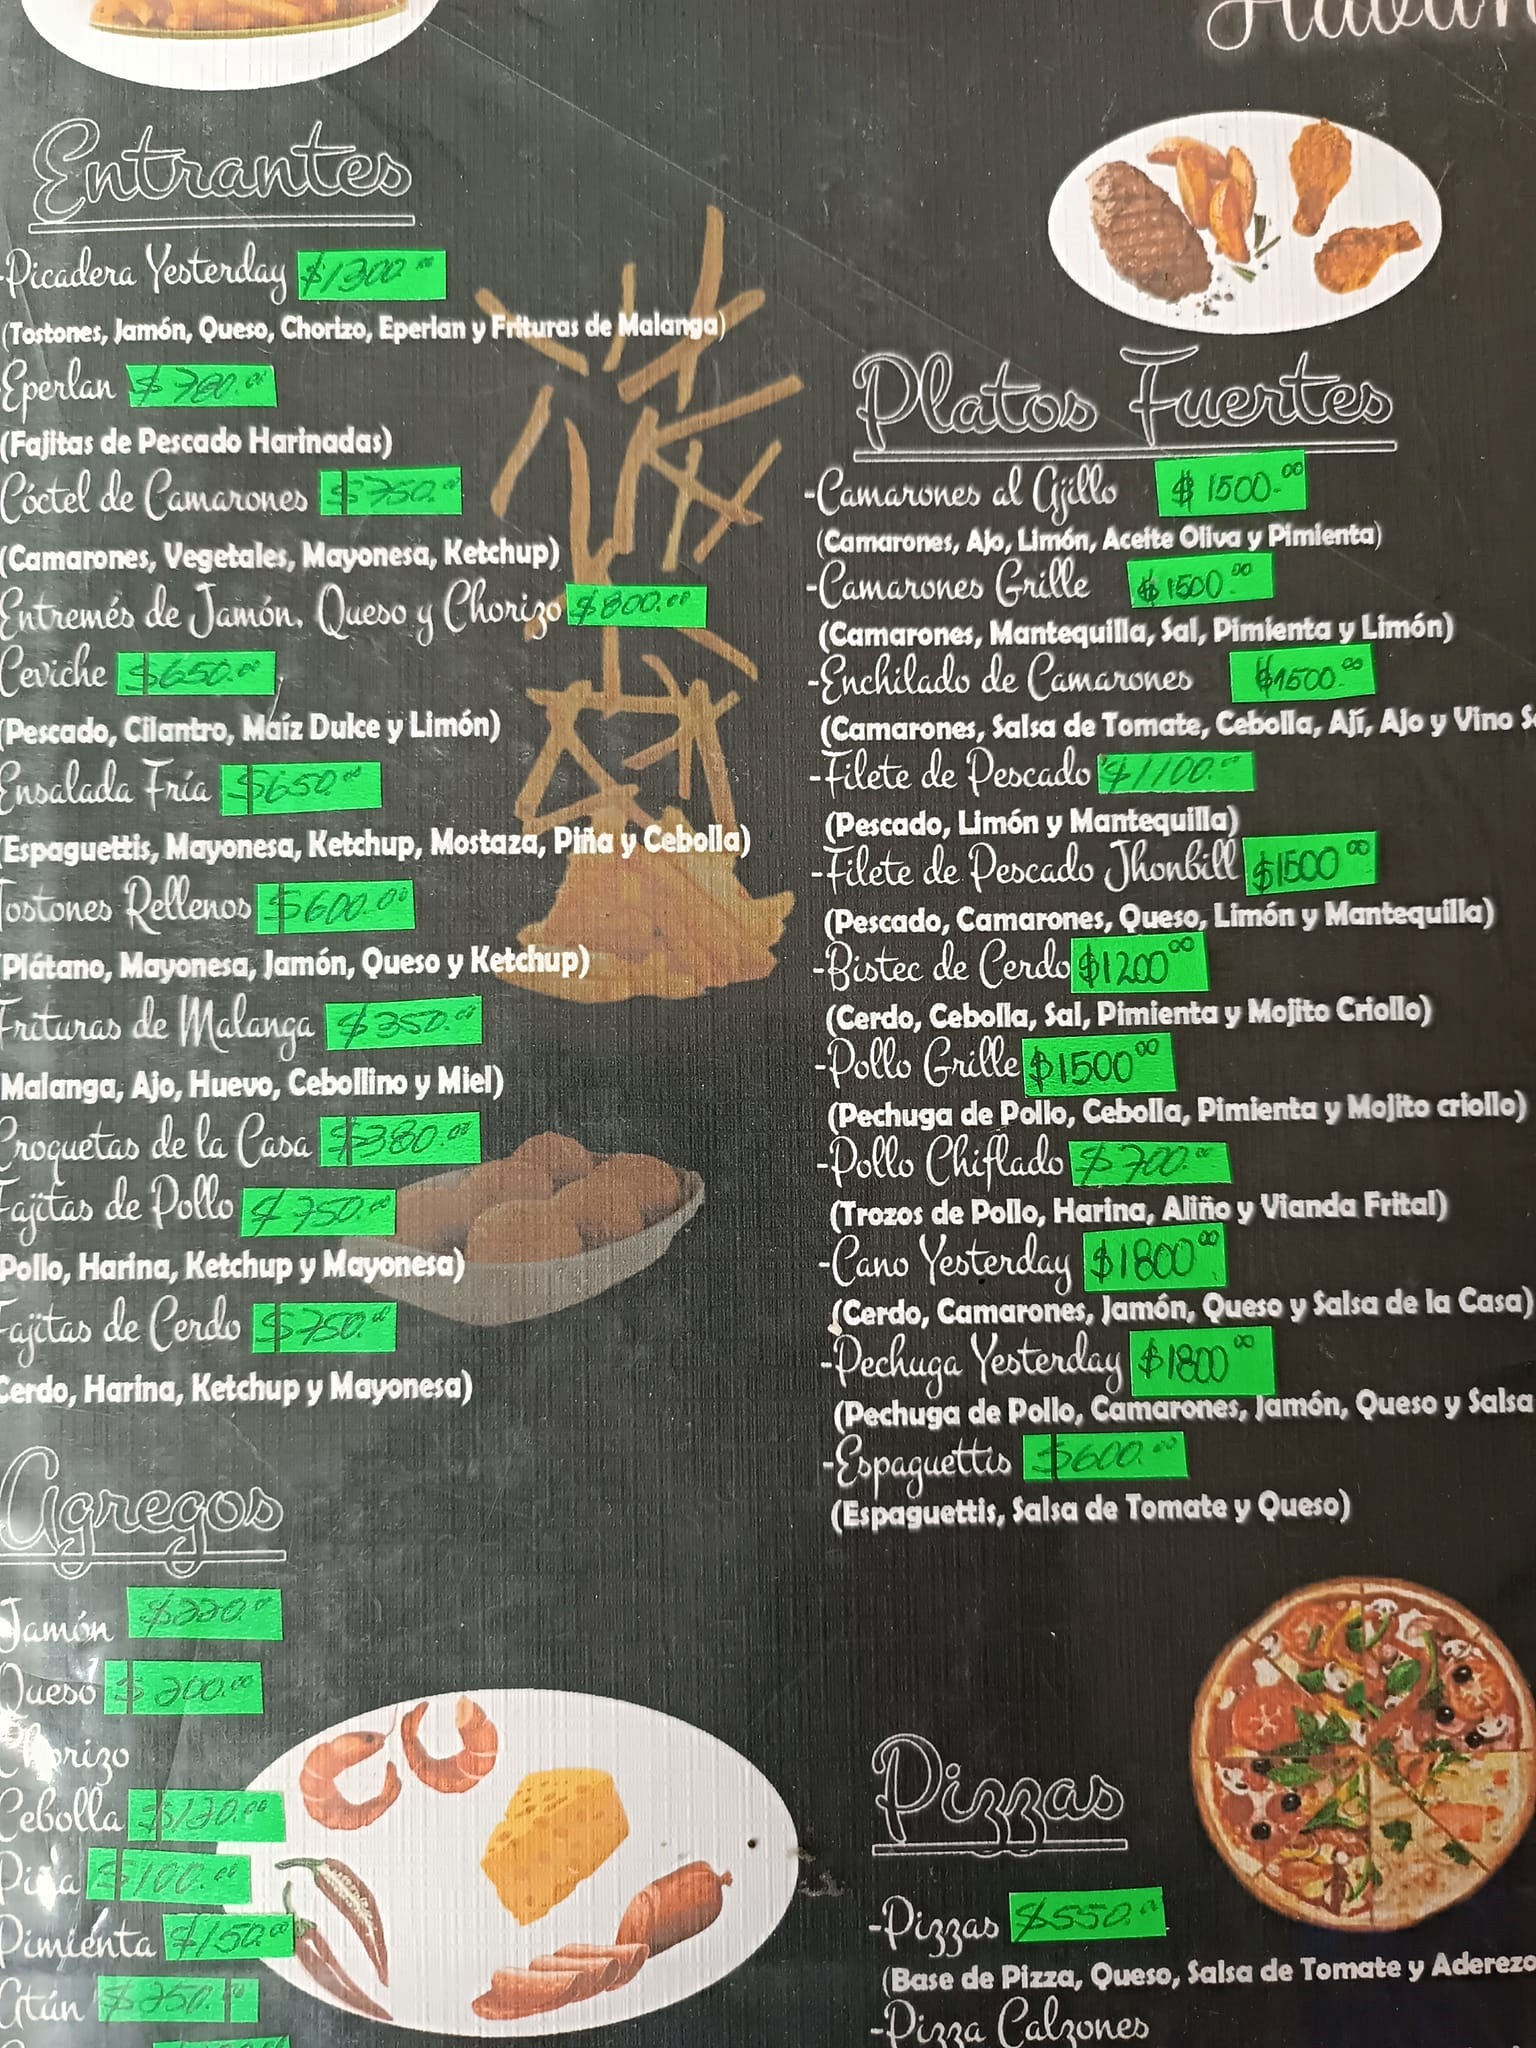 Entrantes
-Picadera Yesterday $1300.00
(Tostones, Jamón, Queso, Chorizo, Eperlan y Frituras de Malanga)
Eperlan $780.00
(Fajitas de Pescado Harinadas)
Cóctel de Camarones $750.00
(Camarones, Vegetales, Mayonesa, Ketchup)
Entremés de Jamón, Queso y Chorizo $800.00
Ceviche $650.00
(Pescado, Cilantro, Maíz Dulce y Limón)
Ensalada Fría $650.00
(Espaguettis, Mayonesa, Ketchup, Mostaza, Piña y Cebolla)
Tostones Rellenos $600.00
Plátano, Mayonesa, Jamón, Queso y Ketchup)
Frituras de Malanga $350.00
Malanga, Ajo, Huevo, Cebollino y Miel)
Croquetas de la Casa $380.00
Fajitas de Pollo $750.00
Pollo, Harina, Ketchup y Mayonesa)
Fajitas de Cerdo $750.00
Cerdo, Harina, Ketchup y Mayonesa)
Agregos
Jamón $220.00
Queso $200.00
Chorizo
Cebolla $120.00
Piña $100.00
Pimienta $150.00
Atún $250.00
Platos Fuertes
-Camarones al Ajillo $1500.00
(Camarones, Ajo, Limón, Aceite Oliva y Pimienta)
-Camarones Grille $1500.00
(Camarones, Mantequilla, Sal, Pimienta y Limón)
-Enchilado de Camarones $1500.00
(Camarones, Salsa de Tomate, Cebolla, Ají, Ajo y Vino
-Filete de Pescado $1100.00
(Pescado, Limón y Mantequilla)
-Filete de Pescado Jhonbill $1500 00
(Pescado, Camarones, Queso, Limón y Mantequilla)
-Bistec de Cerdo $1200 00
(Cerdo, Cebolla, Sal, Pimienta y Mojito Criollo)
-Pollo Grille $1500 00
(Pechuga de Pollo, Cebolla, Pimienta y Mojito criollo)
-Pollo Chiflado $700.00
(Trozos de Pollo, Harina, Aliño y Vianda Frital)
-Cano Yesterday $1800 00
(Cerdo, Camarones, Jamón, Queso y Salsa de la Casa)
-Pechuga Yesterday $1800 00
(Pechuga de Pollo, Camarones, Jamón, Queso y Salsa
-Espaguettis $600.00
(Espaguettis, Salsa de Tomate y Queso)
Pizzas
-Pizzas $550.00
(Base de Pizza, Queso, Salsa de Tomate y Aderezo
-Pizza Calzones